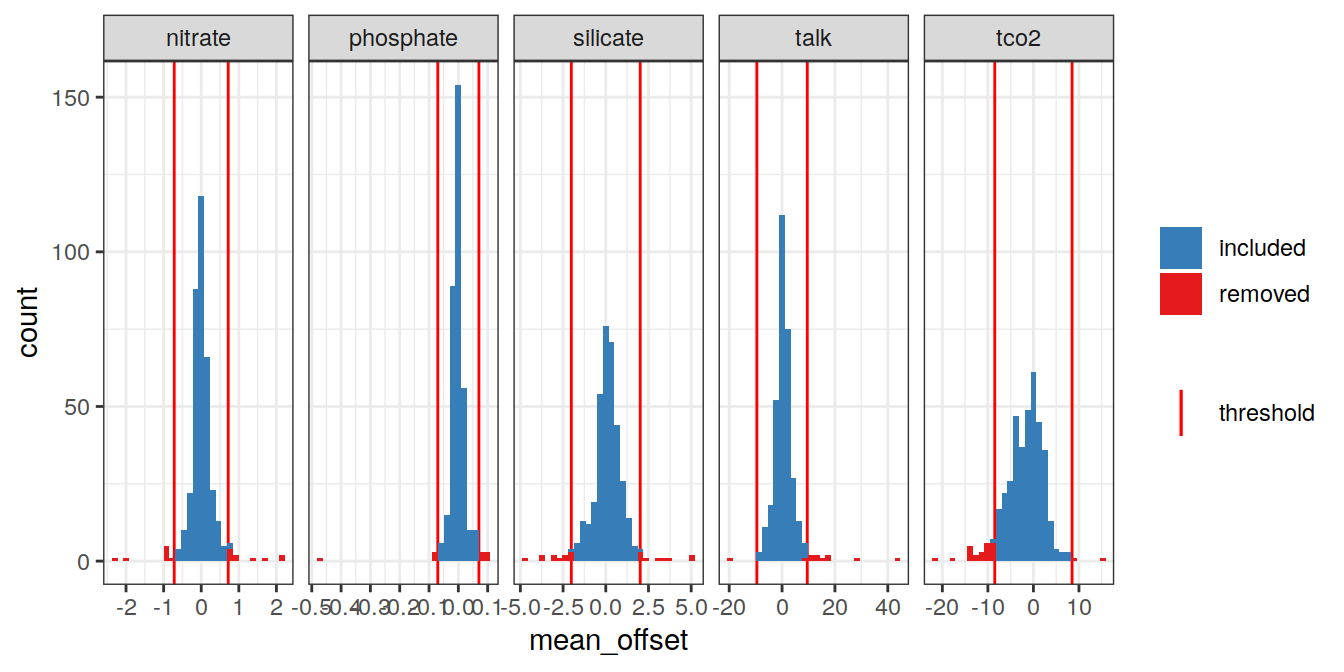 nitrate phosphate silicate talk tco2
150
100
50
0
count
-2 -1 0 1 2 -0.5 -0.4 -0.3 -0.2 -0.1 0.0 0.1 -5.0 -2.5 0.0 2.5 5.0 -20 0 20 40 -20 -10 0 10
mean_offset
included
removed
threshold